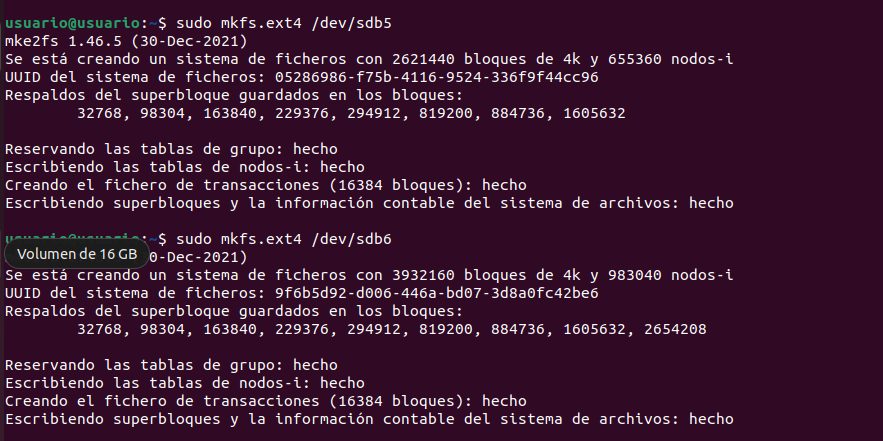 usuario@usuario:~$ sudo mkfs.ext4 /dev/sdb5
mke2fs 1.46.5 (30-Dec-2021)
Se está creando un sistema de ficheros con 2621440 bloques de 4k y 655360 nodos-i
UUID del sistema de ficheros: 05286986-f75b-4116-9524-336f9f44cc96
Respaldos del superbloque guardados en los bloques:
32768, 98304, 163840, 229376, 294912, 819200, 884736, 1605632
Reservando las tablas de grupo: hecho
Escribiendo las tablas de nodos-i: hecho
Creando el fichero de transacciones (16384 bloques): hecho
Escribiendo superbloques y la información contable del sistema de archivos: hecho
usuario@usuario:~$ sudo mkfs.ext4 /dev/sdb6
Volumen de 16 GB
0-Dec-2021)
Se está creando un sistema de ficheros con 3932160 bloques de 4k y 983040 nodos-i
UUID del sistema de ficheros: 9f6b5d92-d006-446a-bd07-3d8a0fc42be6
Respaldos del superbloque guardados en los bloques:
32768, 98304, 163840, 229376, 294912, 819200, 884736, 1605632, 2654208
Reservando las tablas de grupo: hecho
Escribiendo las tablas de nodos-i: hecho
Creando el fichero de transacciones (16384 bloques): hecho
Escribiendo superbloques y la información contable del sistema de archivos: hecho